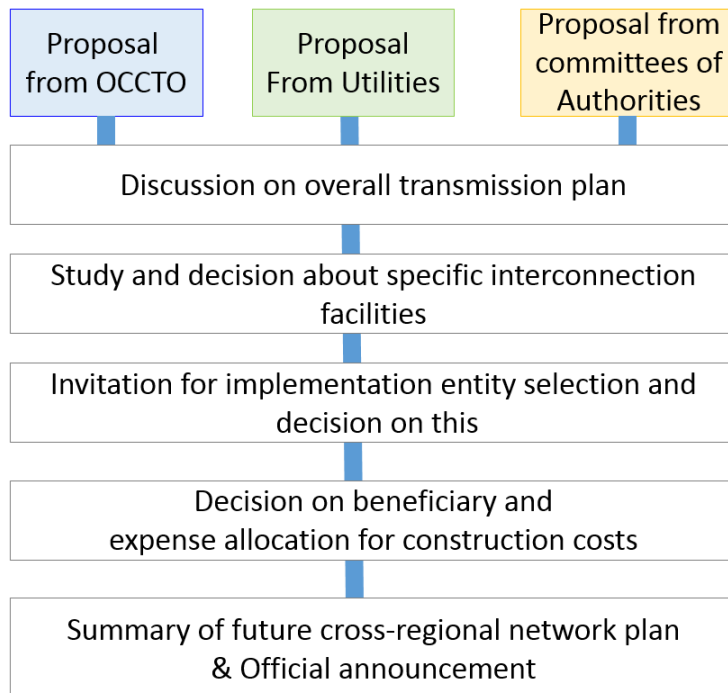 Proposal
from OCCTO
Proposal
From Utilities
Proposal from
committees of
Authorities
Discussion on overall transmission plan
Study and decision about specific interconnection
facilities
Invitation for implementation entity selection and
decision on this
Decision on beneficiary and
expense allocation for construction costs
Summary of future cross-regional network plan
& Official announcement